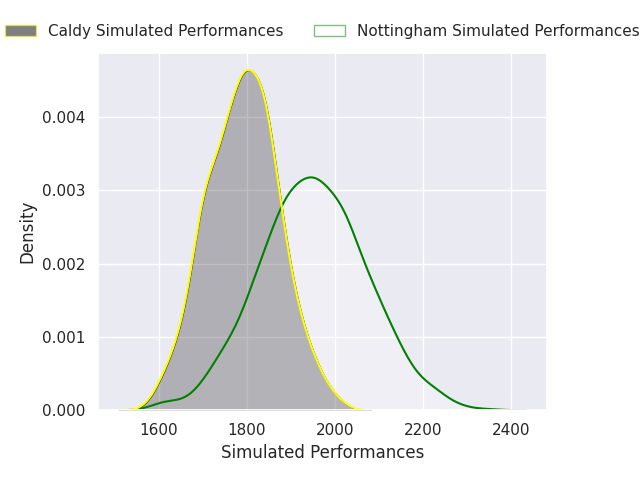 Caldy Simulated Performances
Nottingham Simulated Performances
Density
0.004
0.003
0.002
0.001
0.000
1600 1800 2000 2200 2400
Simulated Performances